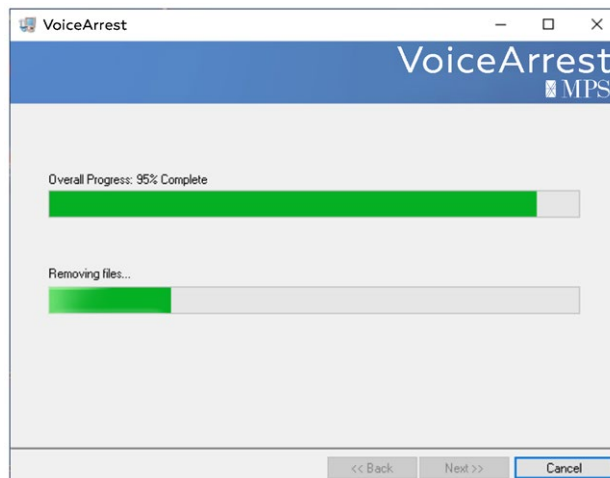 VoiceArrest
VoiceArrest
MPS
Overall Progress: 95% Complete
Removing files...
<< Back
Next >>
Cancel